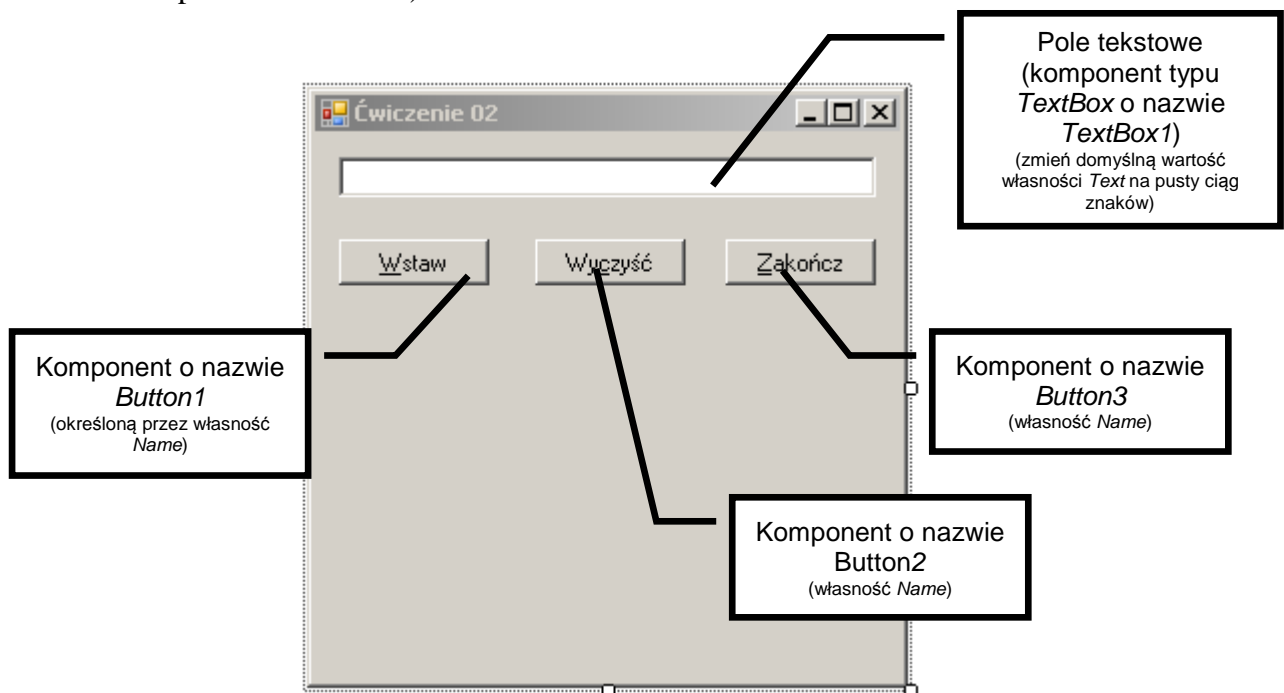 Pole tekstowe
(komponent typu
TextBox o nazwie
TextBox1)
(zmień domyślną wartość
własności Text na pusty ciąg
znaków)
Ćwiczenie 02
Wstaw
Wyczyść
Zakończ
Komponent o nazwie
Button1
(określoną przez własność
Name)
Komponent o nazwie
Button3
(własność Name)
Komponent o nazwie
Button2
(własność Name)